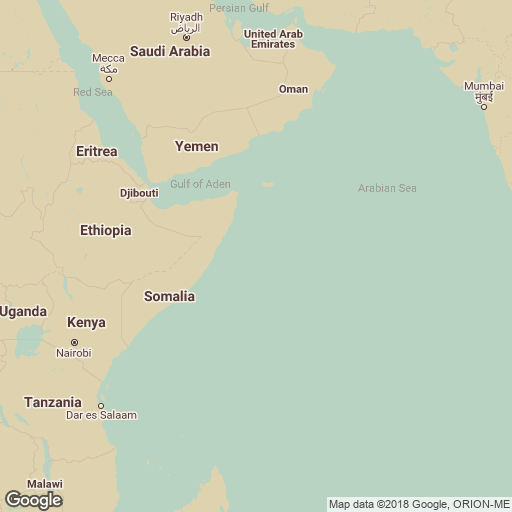 Persian Gulf
Riyadh
الرياض
United Arab
Emirates
Saudi Arabia
Mecca
مكة
Oman
Mumbai
मुंबई
Red Sea
Eritrea
Yemen
Gulf of Aden
Arabian Sea
Djibouti
Ethiopia
Somalia
Uganda
Kenya
Nairobi
Tanzania
Dar es Salaam
Malawi
Google
Map data ©2018 Google, ORION-ME